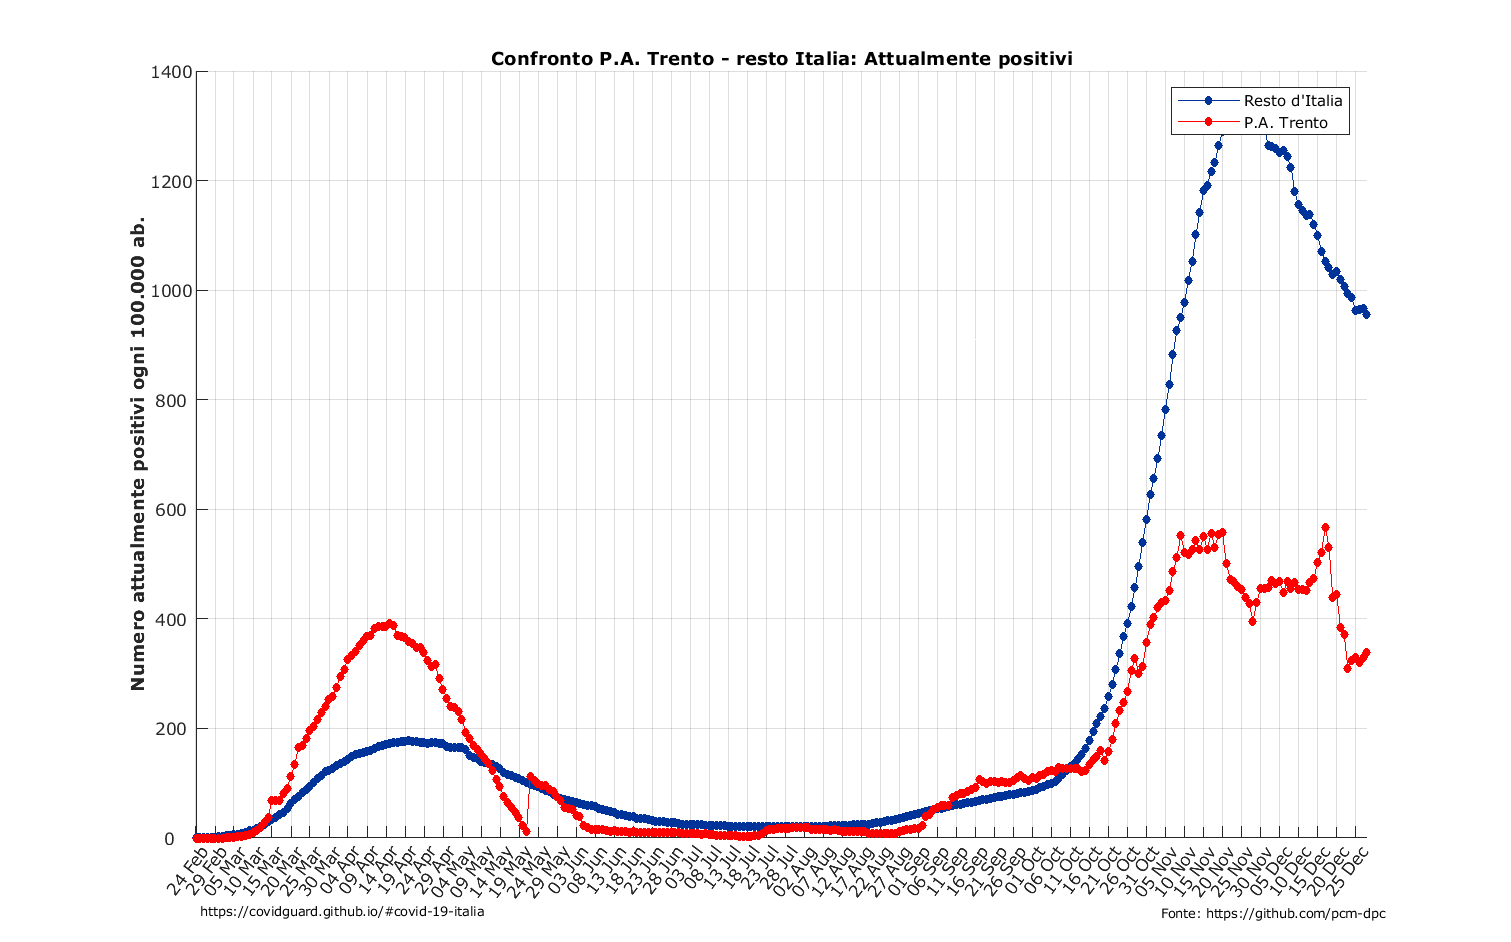 Confronto P.A. Trento - resto Italia: Attualmente positivi
Resto d'Italia
P.A. Trento
Numero attualmente positivi ogni 100.000 ab.
1400
1200
1000
800
600
400
200
0
24 Feb
29 Feb
05 Mar
10 Mar
15 Mar
20 Mar
25 Mar
30 Mar
04 Apr
09 Apr
14 Apr
19 Apr
24 Apr
29 Apr
04 May
09 May
14 May
19 May
24 May
29 May
03 Jun
08 Jun
13 Jun
18 Jun
23 Jun
28 Jun
03 Jul
08 Jul
13 Jul
18 Jul
23 Jul
28 Jul
02 Aug
07 Aug
12 Aug
17 Aug
22 Aug
27 Aug
01 Sep
06 Sep
11 Sep
16 Sep
21 Sep
26 Sep
01 Oct
06 Oct
11 Oct
16 Oct
21 Oct
26 Oct
31 Oct
05 Nov
10 Nov
15 Nov
20 Nov
25 Nov
30 Nov
05 Dec
10 Dec
15 Dec
20 Dec
25 Dec
https://covidguard.github.io/#covid-19-italia
Fonte: https://github.com/pcm-dpc